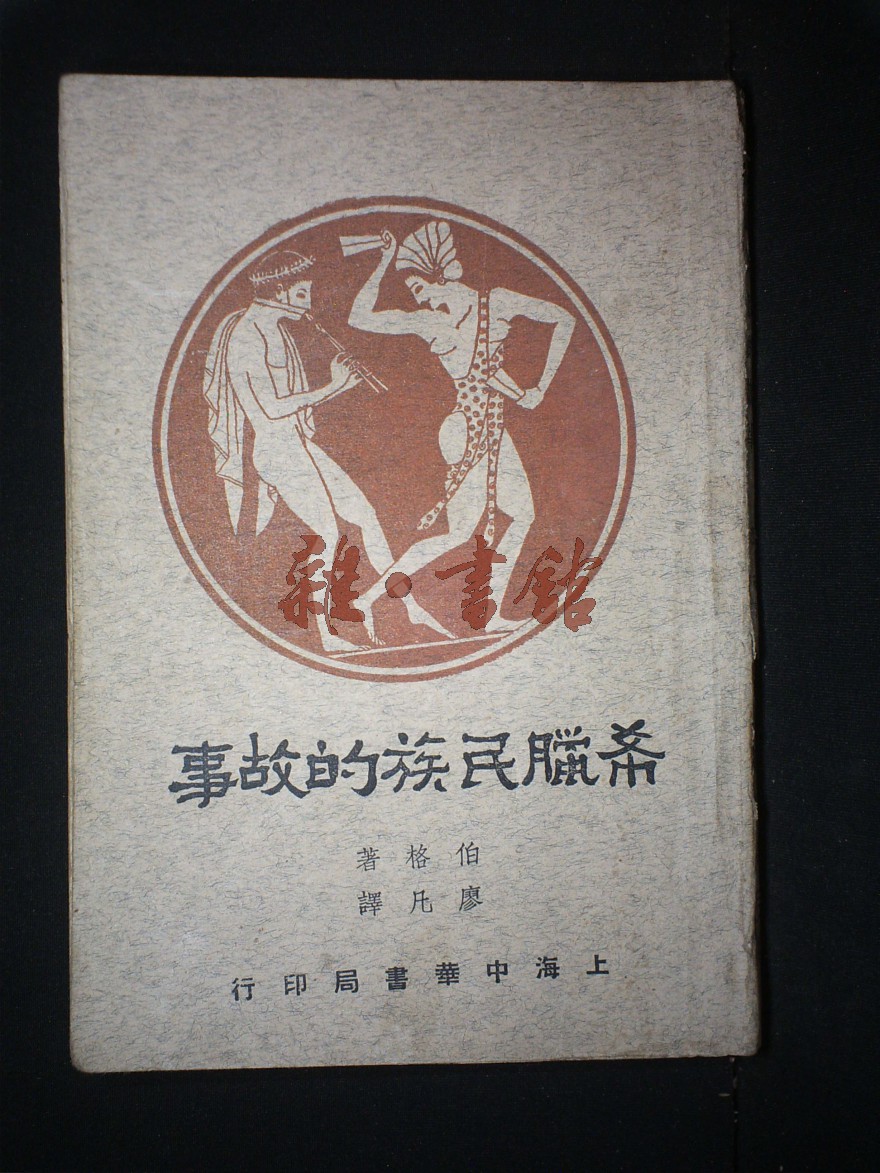 雜·書館
希臘民族的故事
伯格著
廖凡譯
上海中華書局印行